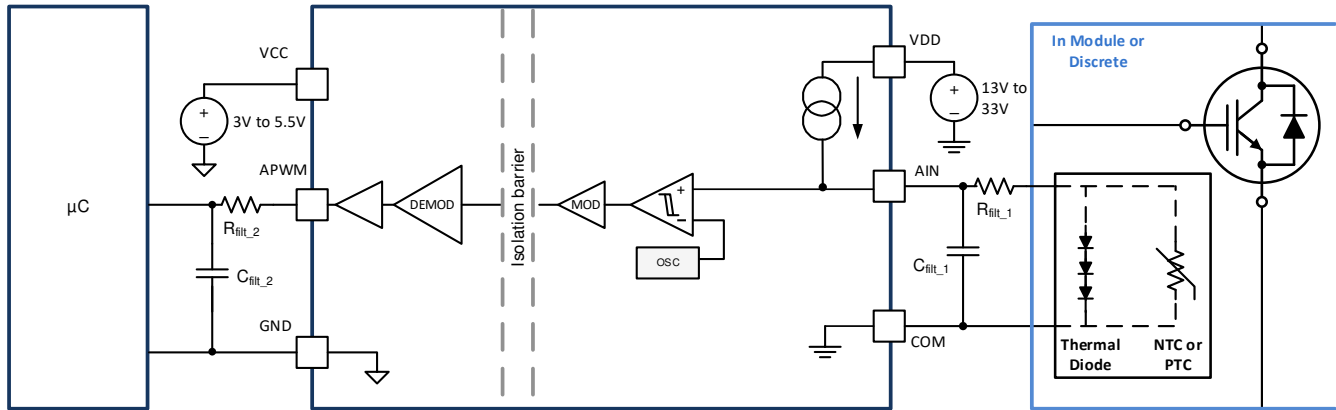 µC
VCC
+
−
3V to 5.5V
APWM
Rfilt_2
Cfilt_2
GND
DEMOD
Isolation barrier
MOD
+
−
OSC
VDD
+
−
13V to
33V
AIN
Rfilt_1
Cfilt_1
COM
In Module or
Discrete
Thermal
Diode
NTC or
PTC